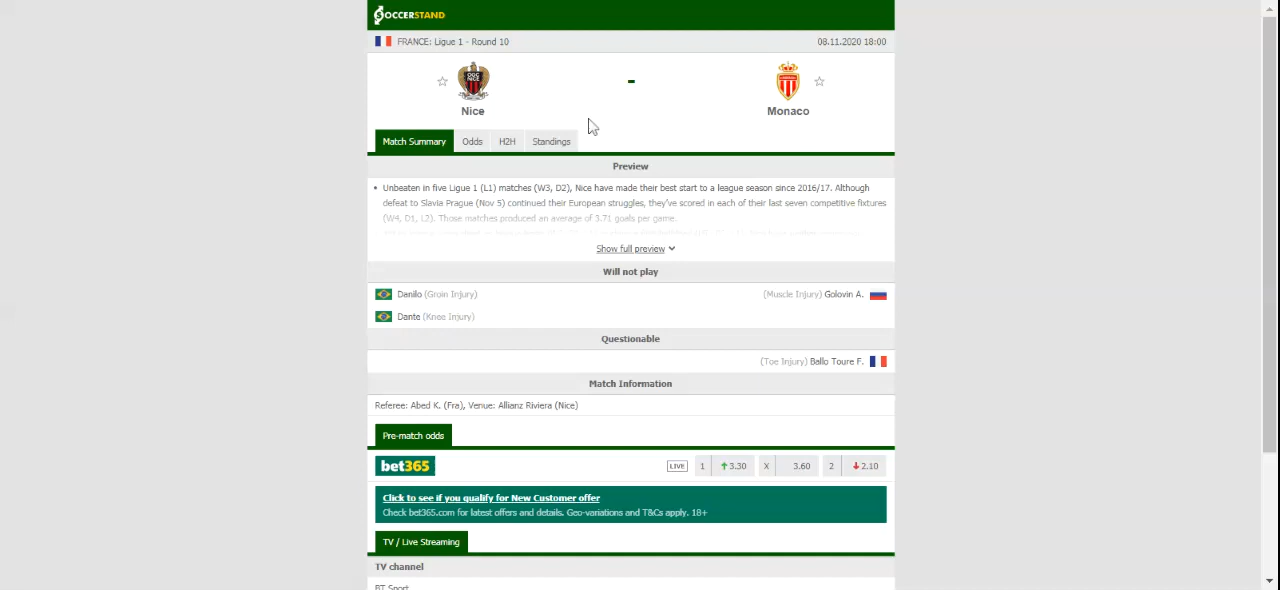 SOCCERSTAND
FRANCE: Ligue 1 - Round 10
08.11.2020 18:00
OGC NICE
-
Nice
Monaco
Match Summary
Odds
H2H
Standings
Preview
• Unbeaten in five Ligue 1 (L1) matches (W3, D2), Nice have made their best start to a league season since 2016/17. Although
defeat to Slavia Prague (Nov 5) continued their European struggles, they've scored in each of their last seven competitive fixtures
(W4, D1, L2). Those matches produced an average of 3.71 goals per game.
Show full preview
Will not play
Danilo (Groin Injury)
(Muscle Injury) Golovin A.
Dante (Knee Injury)
Questionable
(Toe Injury) Ballo Toure F.
Match Information
Referee: Abed K. (Fra), Venue: Allianz Riviera (Nice)
Pre-match odds
bet365
LIVE
1
3.30
X
3.60
2
2.10
Click to see if you qualify for New Customer offer
Check bet365.com for latest offers and details. Geo-variations and T&Cs apply. 18+
TV / Live Streaming
TV channel
BT Sport